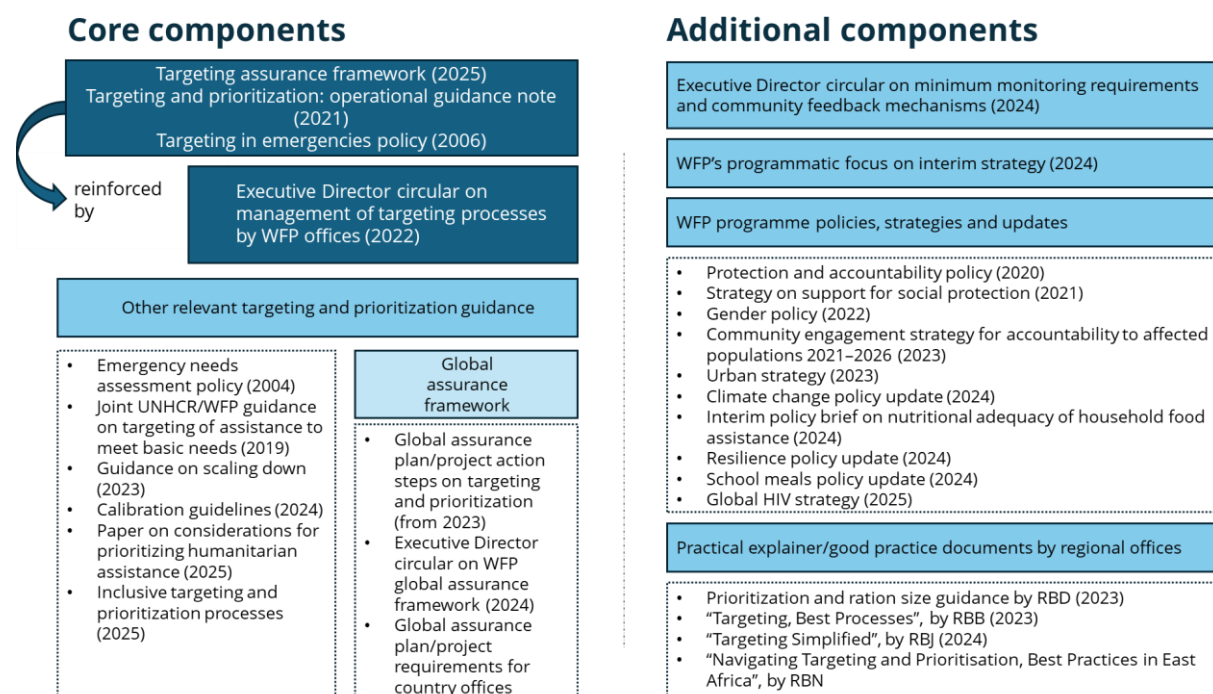 Core components
Targeting assurance framework (2025)
Targeting and prioritization: operational guidance note
(2021)
Targeting in emergencies policy (2006)
reinforced
by
Executive Director circular on
management of targeting processes
by WFP offices (2022)
Other relevant targeting and prioritization guidance
• Emergency needs
assessment policy (2004)
• Joint UNHCR/WFP guidance
on targeting of assistance to
meet basic needs (2019)
• Guidance on scaling down
(2023)
• Calibration guidelines (2024)
• Paper on considerations for
prioritizing humanitarian
assistance (2025)
• Inclusive targeting and
prioritization processes
(2025)
Global
assurance
framework
• Global assurance
plan/project action
steps on targeting
and prioritization
(from 2023)
• Executive Director
circular on WFP
global assurance
framework (2024)
• Global assurance
plan/project
requirements for
country offices
Additional components
Executive Director circular on minimum monitoring requirements
and community feedback mechanisms (2024)
WFP’s programmatic focus on interim strategy (2024)
WFP programme policies, strategies and updates
• Protection and accountability policy (2020)
• Strategy on support for social protection (2021)
• Gender policy (2022)
• Community engagement strategy for accountability to affected
populations 2021–2026 (2023)
• Urban strategy (2023)
• Climate change policy update (2024)
• Interim policy brief on nutritional adequacy of household food
assistance (2024)
• Resilience policy update (2024)
• School meals policy update (2024)
• Global HIV strategy (2025)
Practical explainer/good practice documents by regional offices
• Prioritization and ration size guidance by RBD (2023)
• “Targeting, Best Processes”, by RBB (2023)
• “Targeting Simplified”, by RBJ (2024)
• “Navigating Targeting and Prioritisation, Best Practices in East
Africa”, by RBN